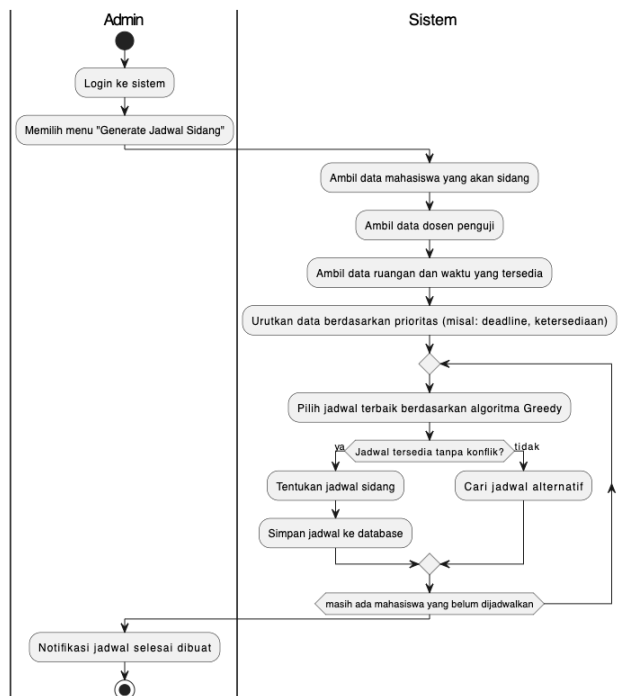 Admin
Sistem
Login ke sistem
Memilih menu "Generate Jadwal Sidang"
Ambil data mahasiswa yang akan sidang
Ambil data dosen penguji
Ambil data ruangan dan waktu yang tersedia
Urutkan data berdasarkan prioritas (misal: deadline, ketersediaan)
Pilih jadwal terbaik berdasarkan algoritma Greedy
ya
Jadwal tersedia tanpa konflik?
tidak
Tentukan jadwal sidang
Cari jadwal alternatif
Simpan jadwal ke database
masih ada mahasiswa yang belum dijadwalkan
Notifikasi jadwal selesai dibuat